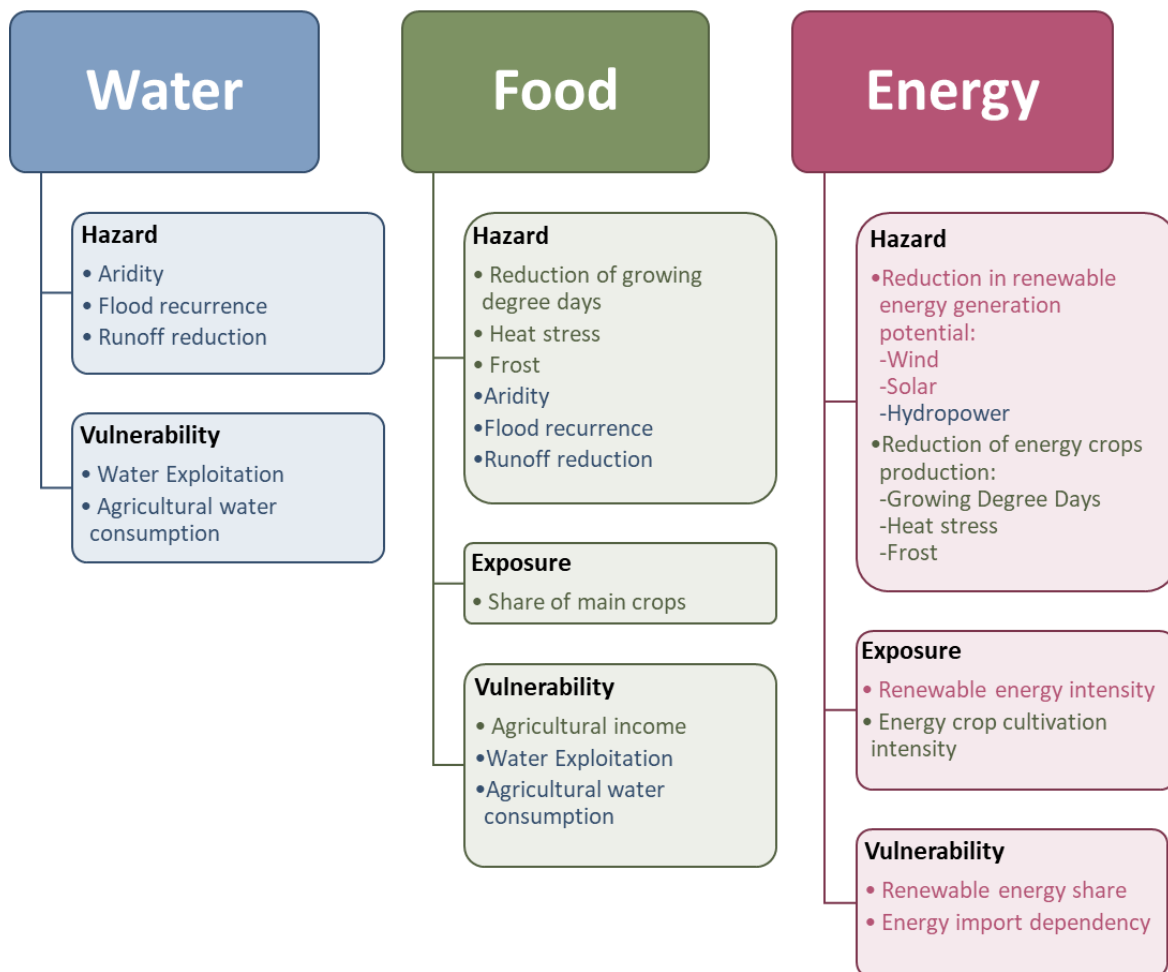 Water
Hazard
• Aridity
• Flood recurrence
• Runoff reduction
Vulnerability
• Water Exploitation
• Agricultural water
consumption
Food
Hazard
• Reduction of growing
degree days
• Heat stress
• Frost
•Aridity
•Flood recurrence
•Runoff reduction
Exposure
• Share of main crops
Vulnerability
• Agricultural income
•Water Exploitation
•Agricultural water
consumption
Energy
Hazard
•Reduction in renewable
energy generation
potential:
-Wind
-Solar
-Hydropower
•Reduction of energy crops
production:
-Growing Degree Days
-Heat stress
-Frost
Exposure
• Renewable energy intensity
• Energy crop cultivation
intensity
Vulnerability
• Renewable energy share
• Energy import dependency